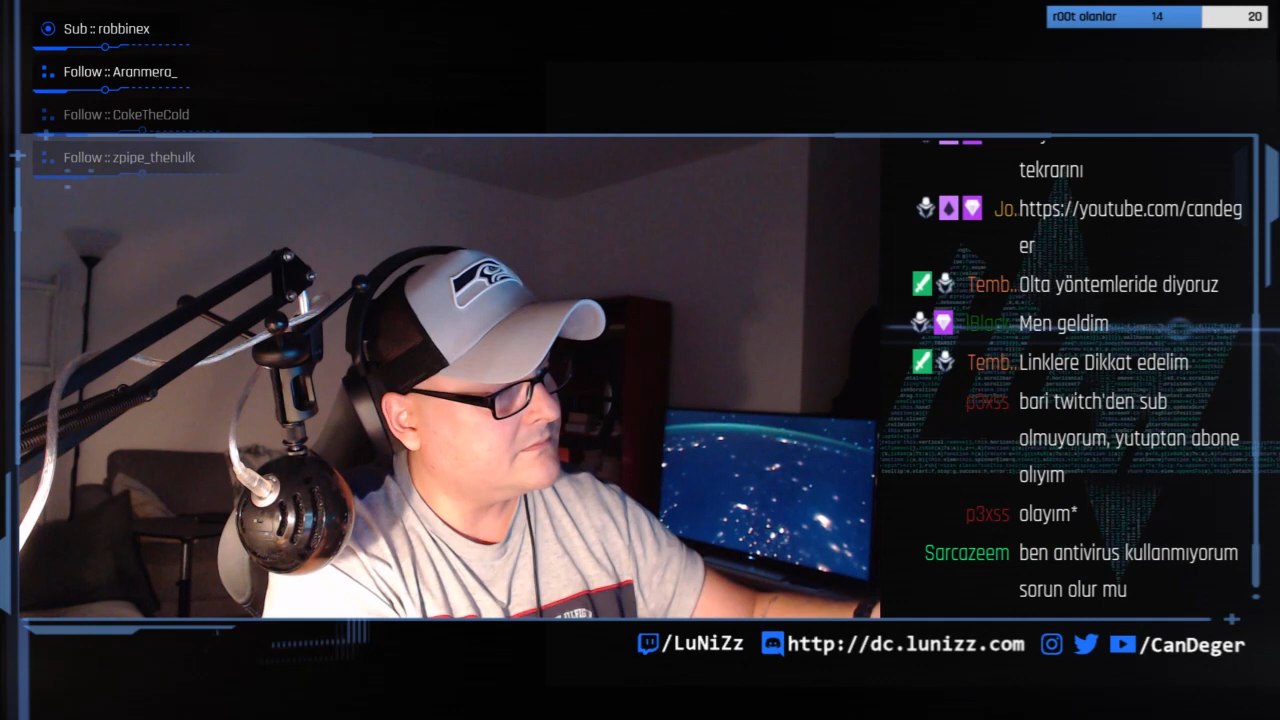 Sub :: robbinex
Follow :: Aranmera_
Follow :: CokeTheCold
Follow :: zpipe_thehulk
r00t olanlar 14 20
tekrarını
Jo..https://youtube.com/candeg
er
Temb..Olta yöntemleride diyoruz
Men geldim
Temb..Linklere Dikkat edelim
p3xss bari twitch'den sub
olmuyorum, yutuptan abone
olıyım
p3xss olayım*
Sarcazeem ben antivirus kullanmıyorum
sorun olur mu
/LuNiZz http://dc.lunizz.com /CanDeger